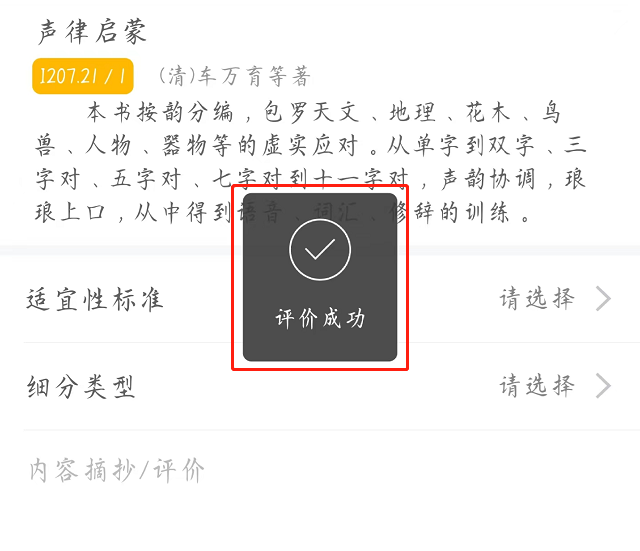 声律启蒙
I207.21 / 1 (清)车万育等著
本书按韵分编，包罗天文、地理、花木、鸟
兽、人物、器物等的虚实应对。从单字到双字、三
字对、五字对、七字对到十一字对，声韵协调，琅
琅上口，从中得到语音、词汇、修辞的训练。
评价成功
适宜性标准 请选择
细分类型 请选择
内容摘抄/评价